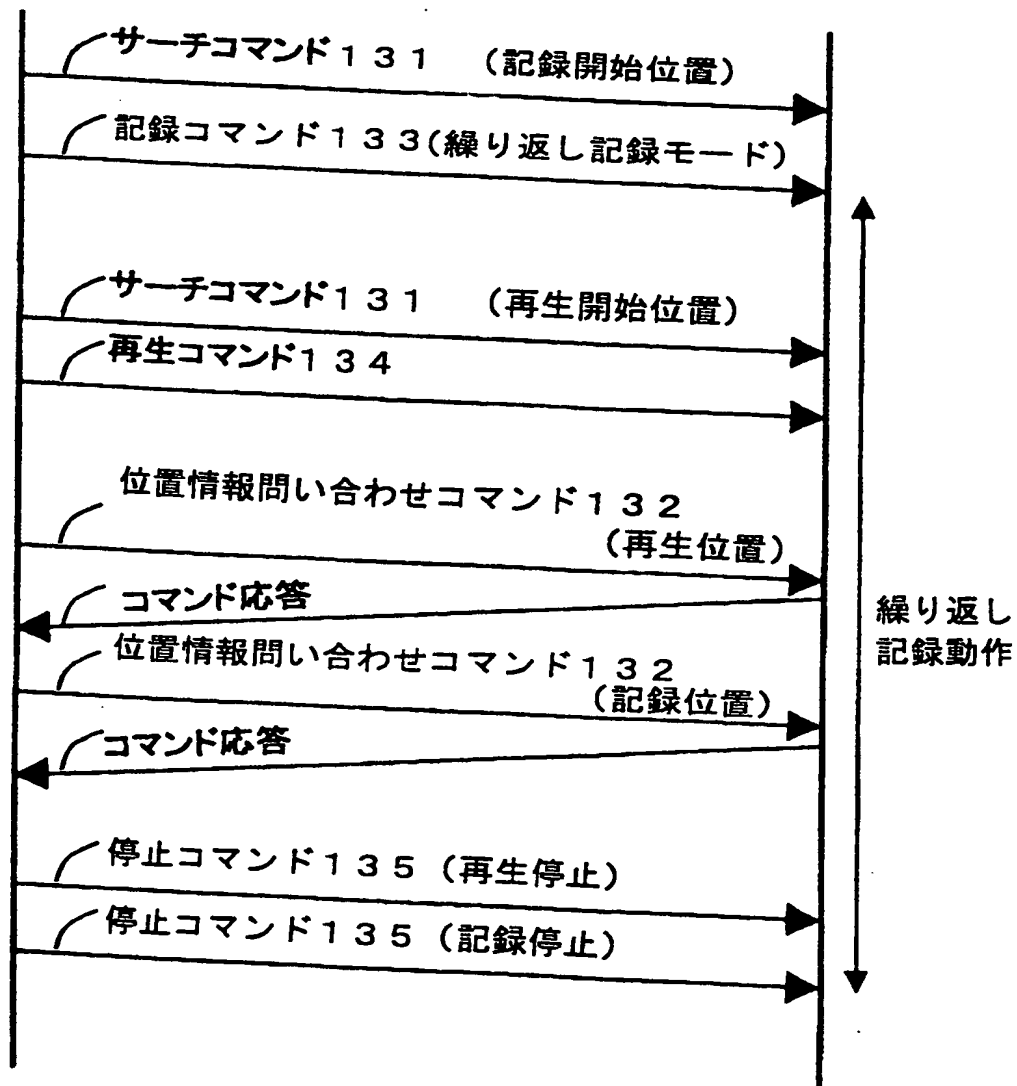 サーチコマンド１３１　（記録開始位置）
記録コマンド１３３(繰り返し記録モード)
サーチコマンド１３１　（再生開始位置）
再生コマンド１３４
位置情報問い合わせコマンド１３２
（再生位置）
コマンド応答
繰り返し
記録動作
位置情報問い合わせコマンド１３２
（記録位置）
コマンド応答
停止コマンド１３５（再生停止）
停止コマンド１３５（記録停止）